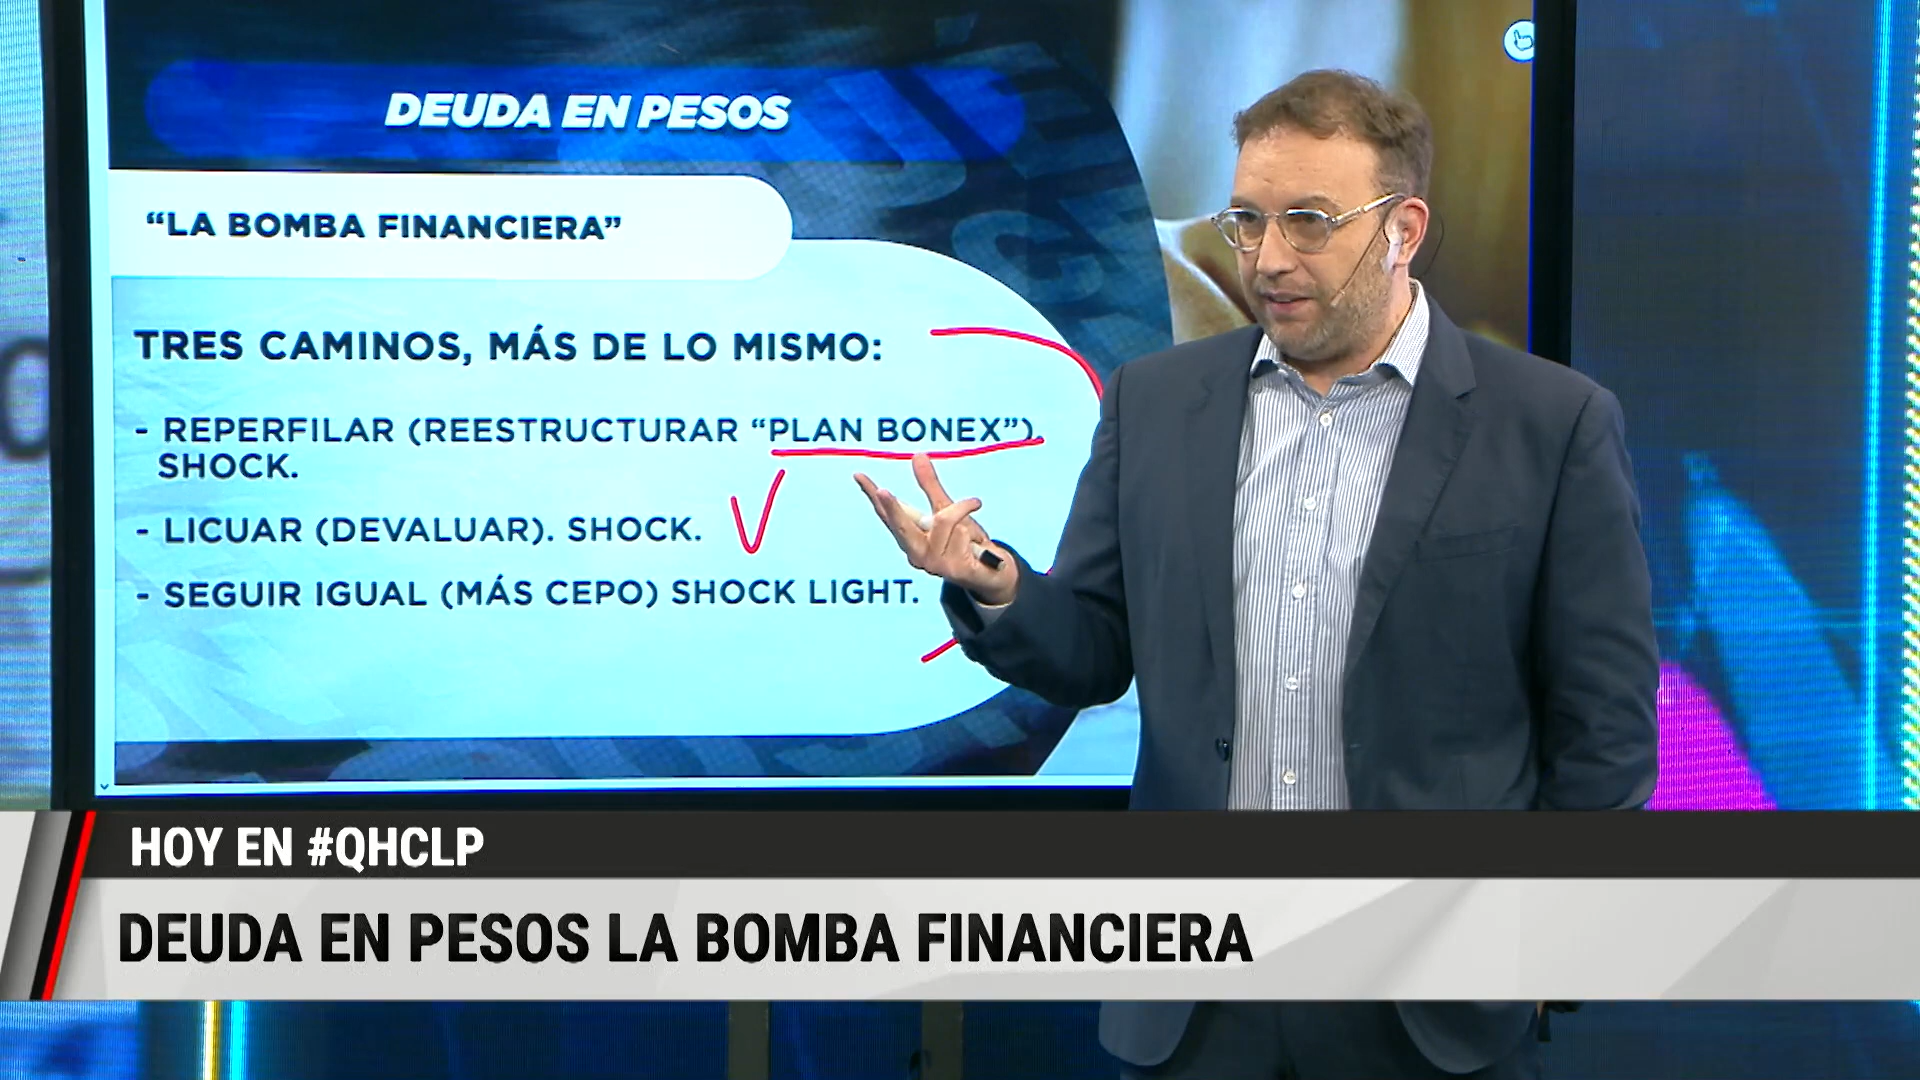 DEUDA EN PESOS
“LA BOMBA FINANCIERA”
TRES CAMINOS, MÁS DE LO MISMO:
- REPERFILAR (REESTRUCTURAR “PLAN BONEX”).
SHOCK.
- LICUAR (DEVALUAR). SHOCK.
- SEGUIR IGUAL (MÁS CEPO) SHOCK LIGHT.
HOY EN #QHCLP
DEUDA EN PESOS LA BOMBA FINANCIERA